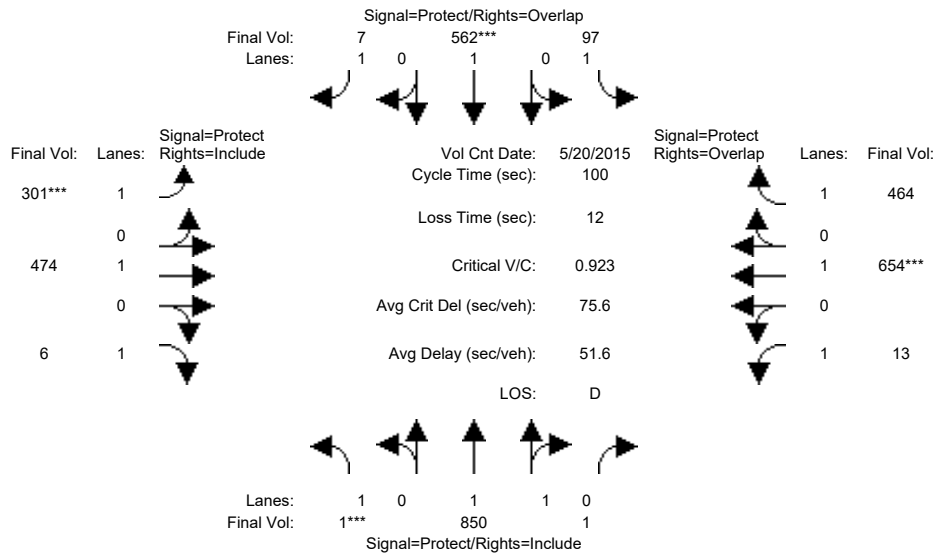 Signal=Protect/Rights=Overlap
Final Vol: 7 562*** 97
Lanes: 1 0 1 0 1
Signal=Protect
Final Vol: Lanes: Rights=Include
Vol Cnt Date: 5/20/2015
Signal=Protect
Rights=Overlap Lanes: Final Vol:
Cycle Time (sec): 100
301*** 1
1 464
Loss Time (sec): 12
0
0
474 1
Critical V/C: 0.923
1 654***
0
Avg Crit Del (sec/veh): 75.6
0
6 1
Avg Delay (sec/veh): 51.6
1 13
LOS: D
Lanes: 1 0 1 1 0
Final Vol: 1*** 850 1
Signal=Protect/Rights=Include